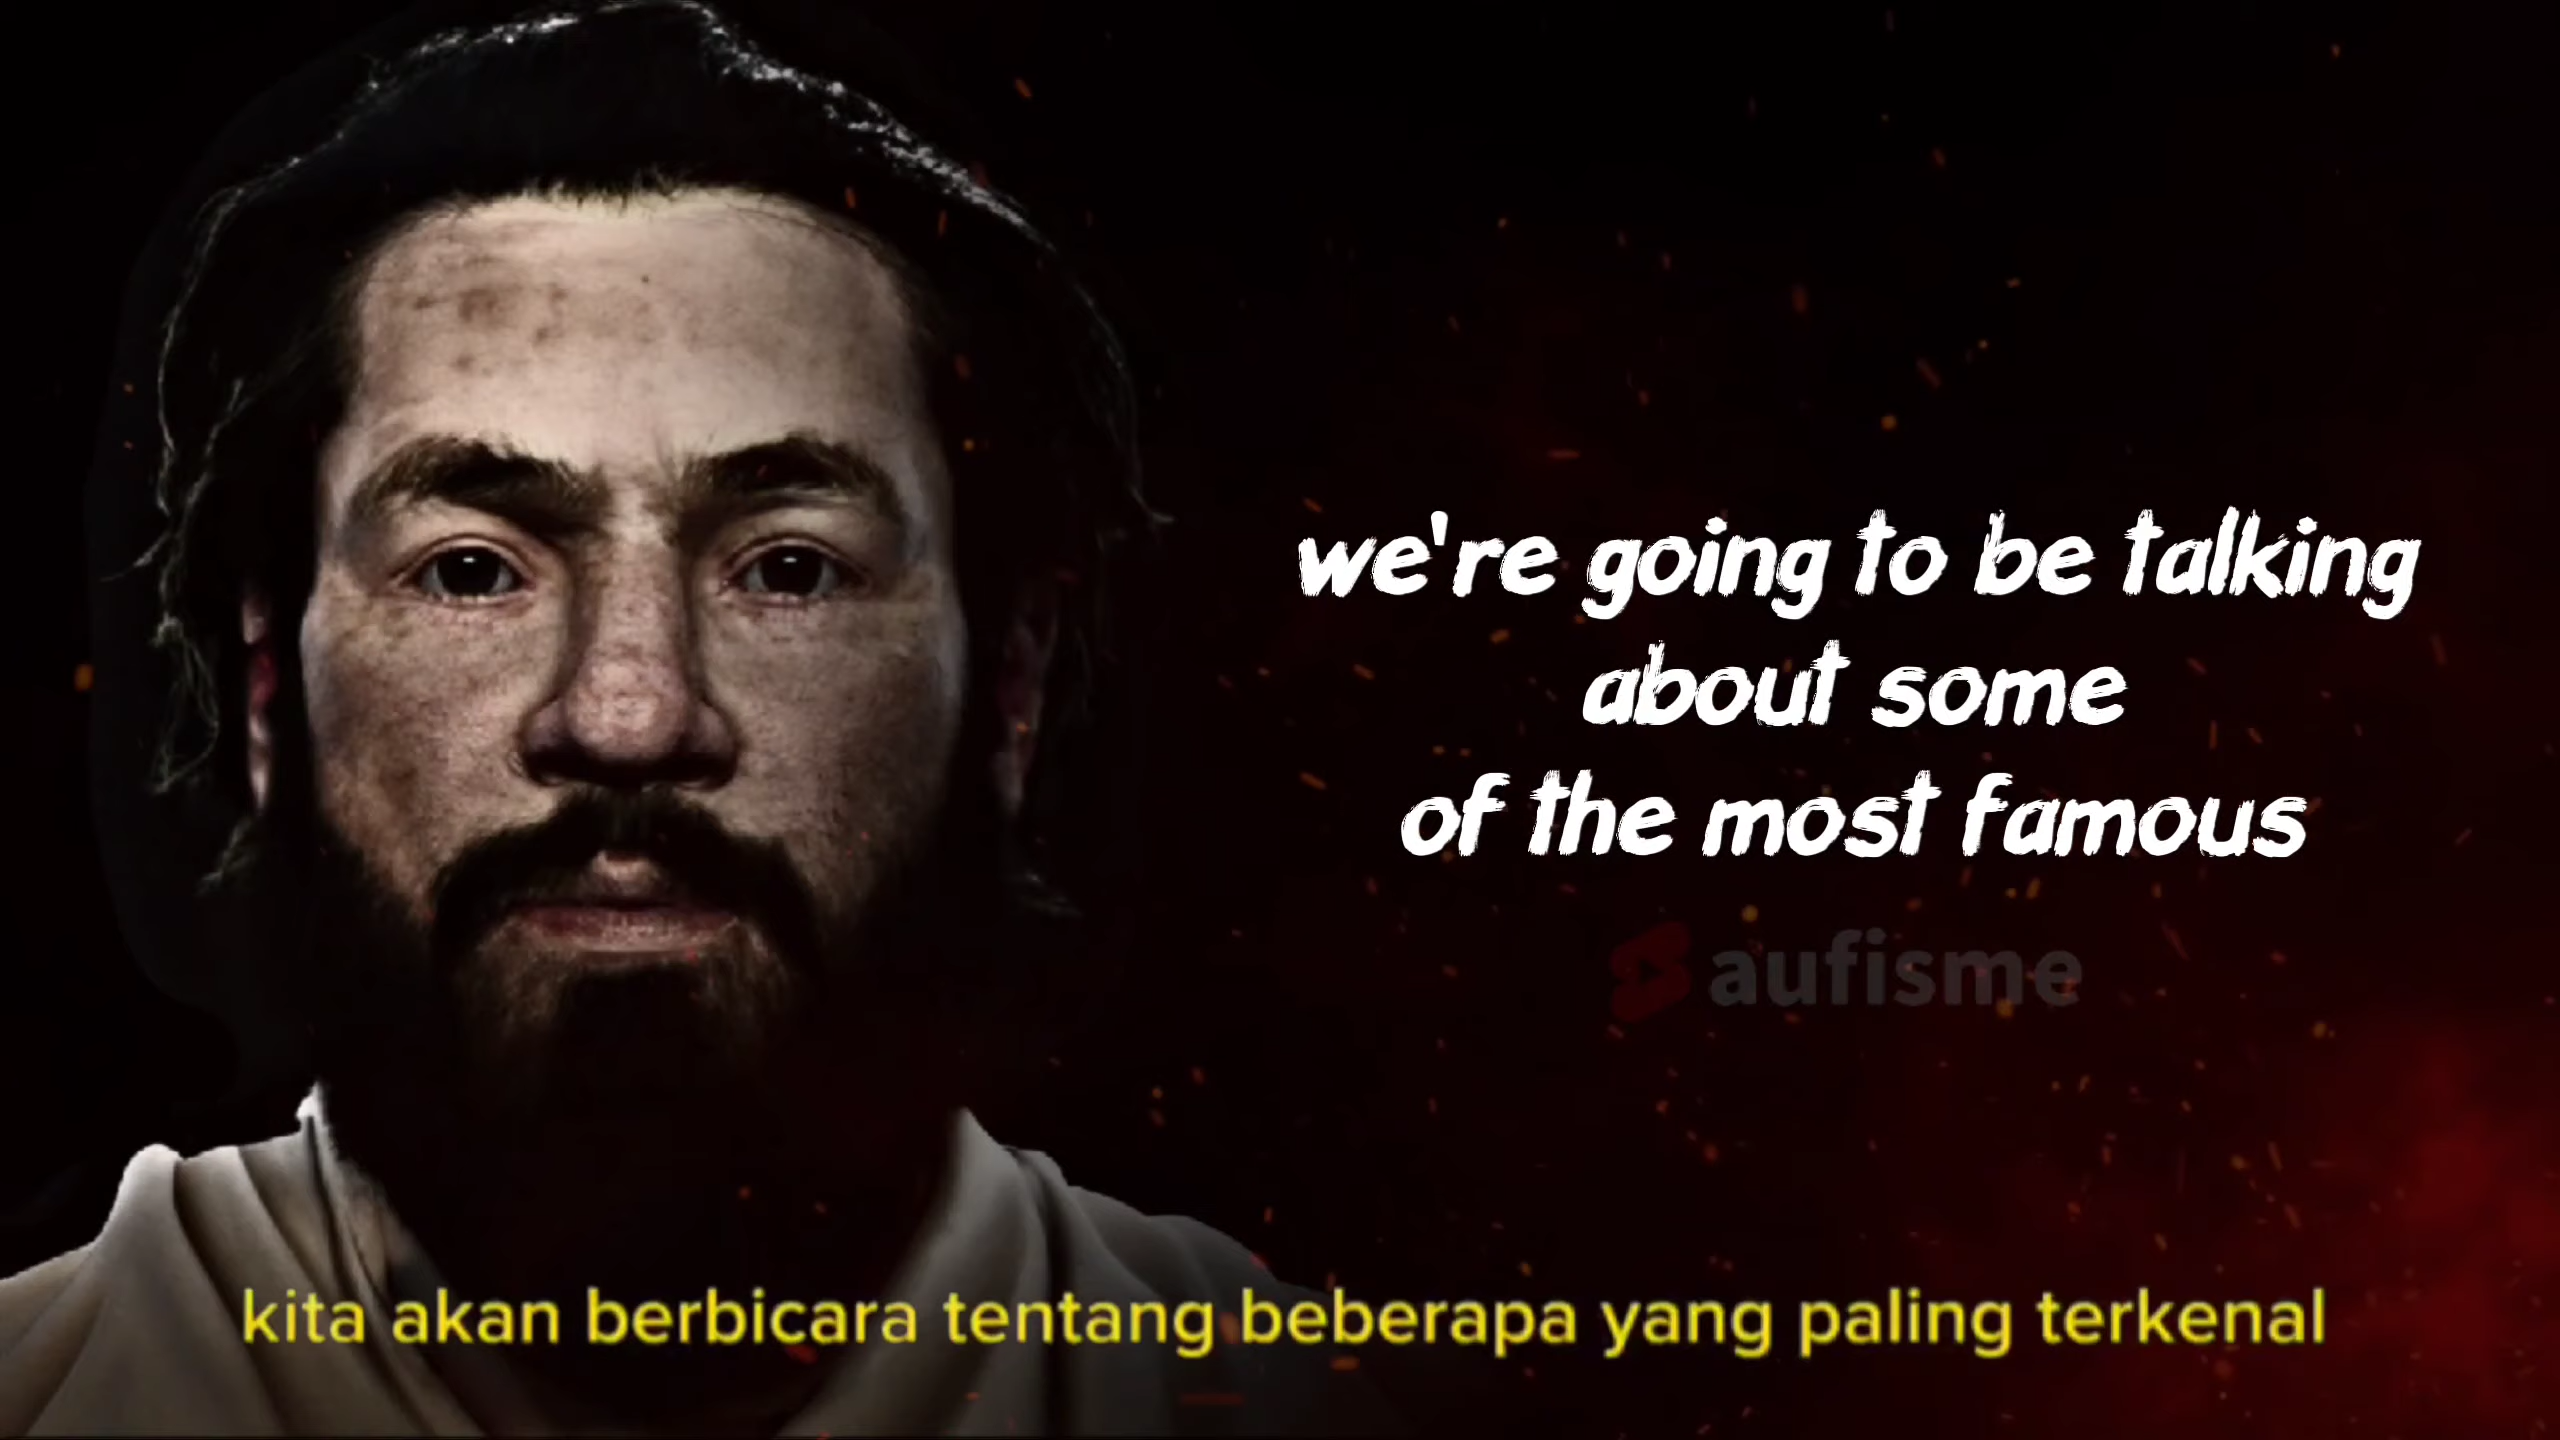 we're going to be talking
about some
of the most famous
aufisme
kita akan berbicara tentang beberapa yang paling terkenal